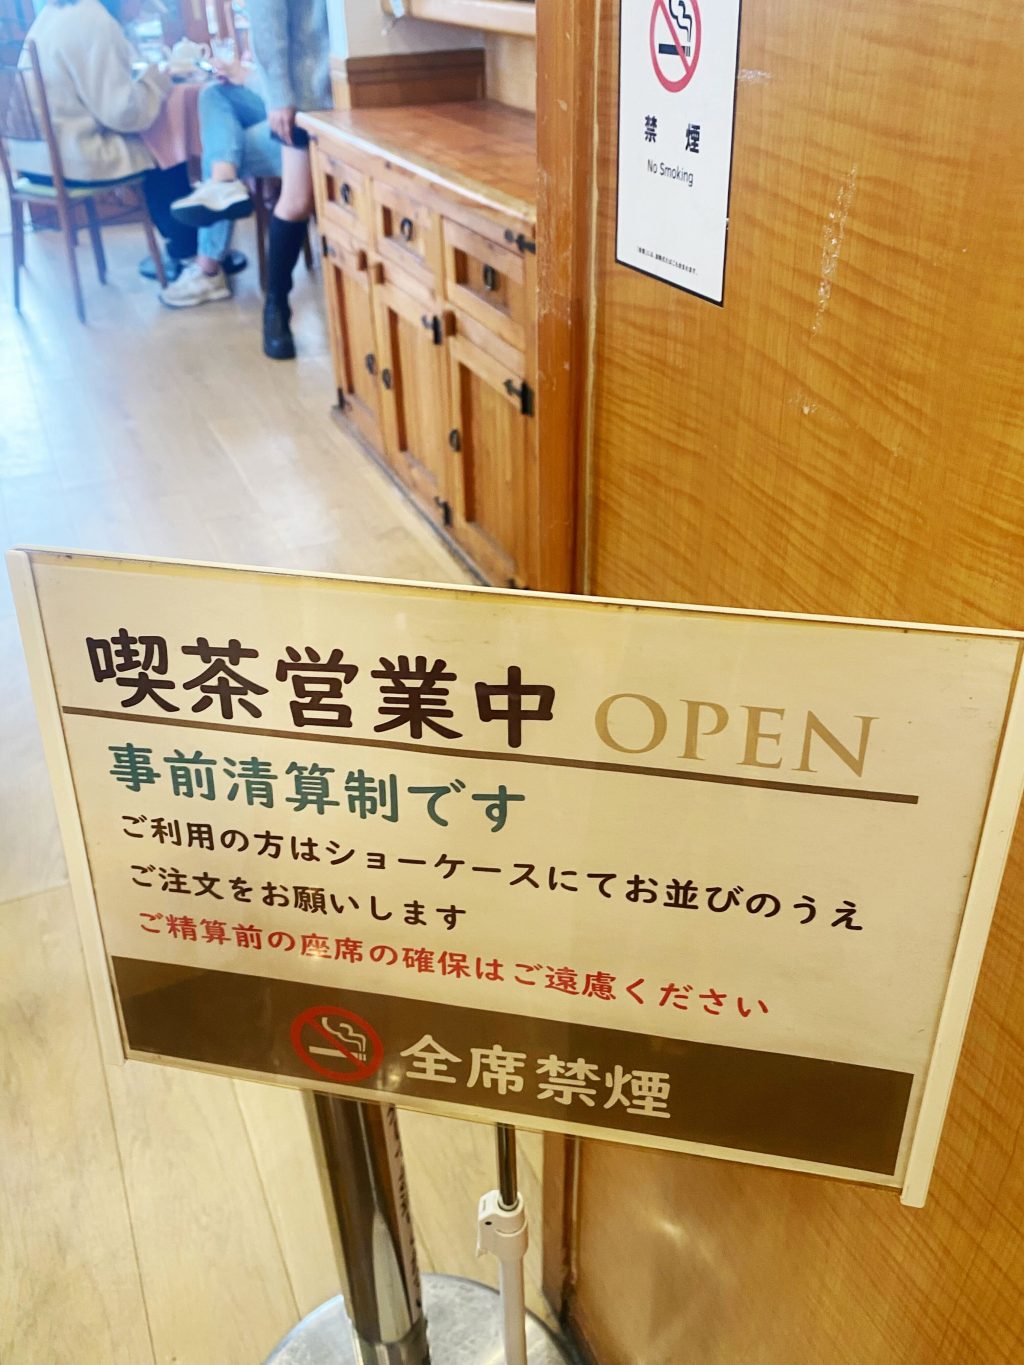 禁煙
No Smoking
喫茶営業中 OPEN
事前清算制です
ご利用の方はショーケースにてお並びのうえ
ご注文をお願いします
ご精算前の座席の確保はご遠慮ください
全席禁煙